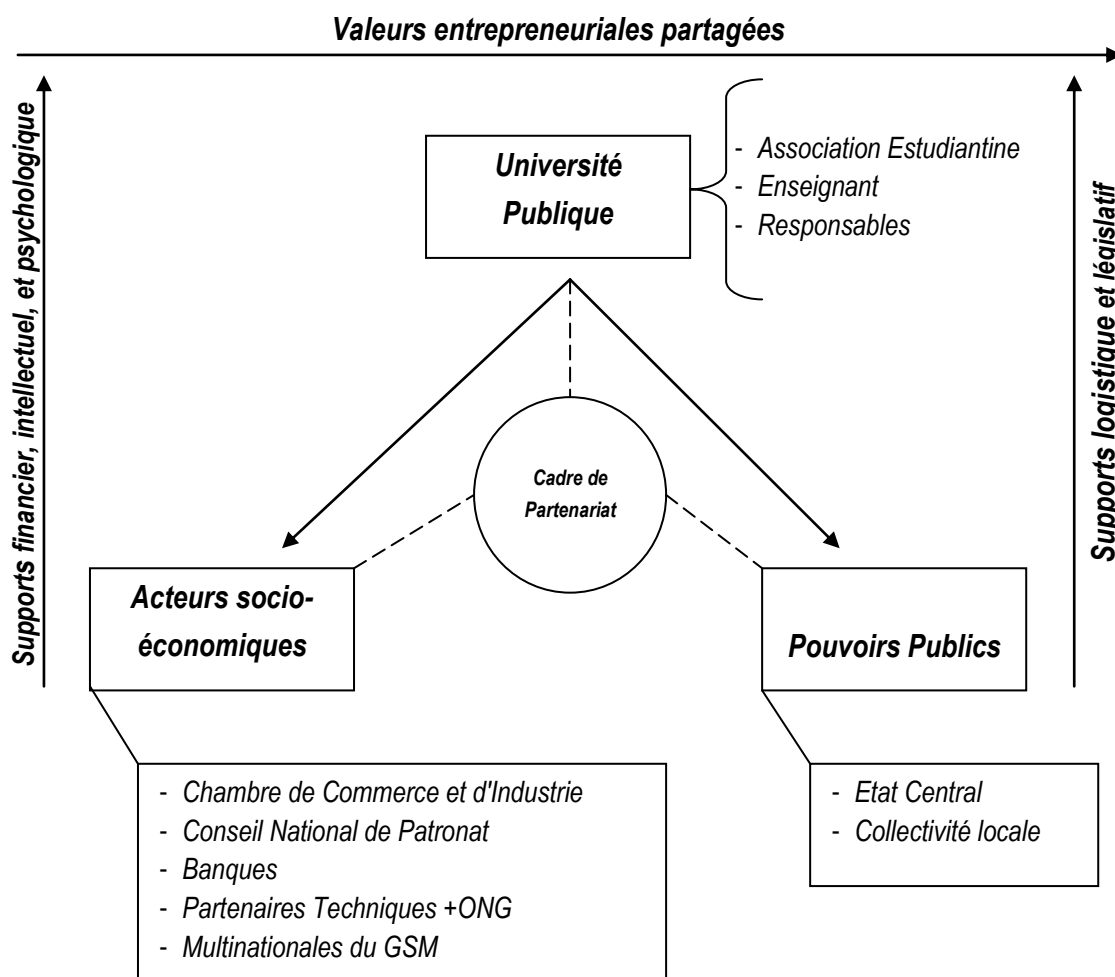 Valeurs entrepreneuriales partagées
Supports financier, intellectuel, et psychologique
Université
Publique
- Association Estudiantine
- Enseignant
- Responsables
Supports logistique et législatif
Cadre de
Partenariat
Acteurs socio-
économiques
Pouvoirs Publics
- Chambre de Commerce et d'Industrie
- Conseil National de Patronat
- Banques
- Partenaires Techniques +ONG
- Multinationales du GSM
- Etat Central
- Collectivité locale